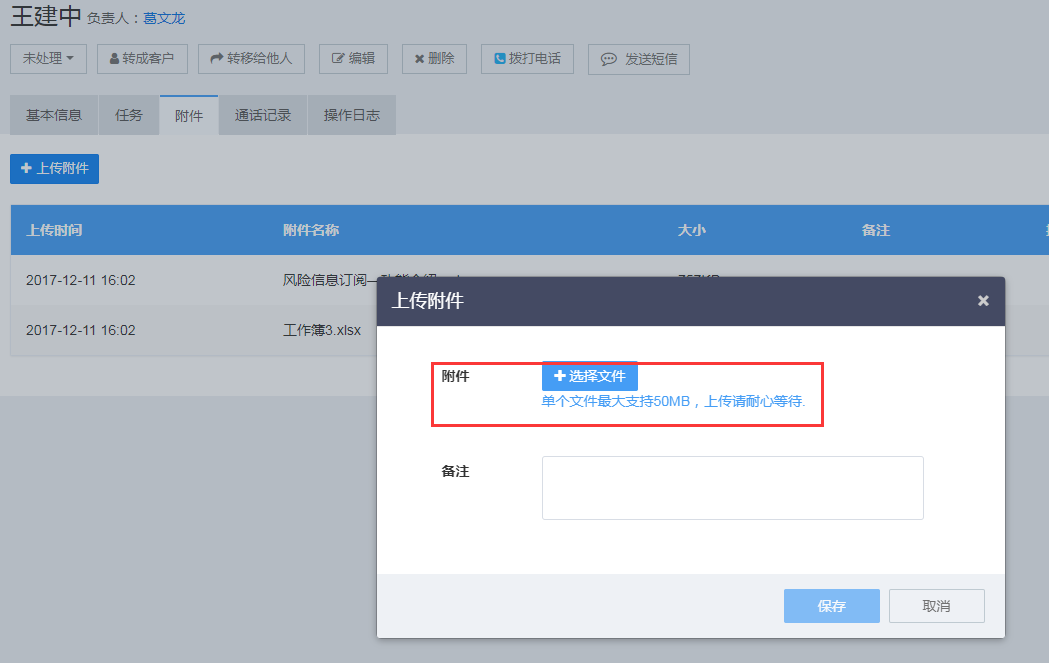 王建中 负责人：葛文龙
未处理 转成客户 转移给他人 编辑 删除 拨打电话 发送短信
基本信息 任务 附件 通话记录 操作日志
上传附件
上传时间 附件名称 大小 备注
2017-12-11 16:02 风险信息订阅
2017-12-11 16:02 工作簿3.xlsx
上传附件
附件 选择文件
单个文件最大支持50MB，上传请耐心等待.
备注
保存 取消